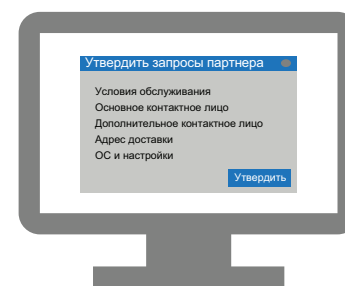 Утвердить запросы партнера
Условия обслуживания
Основное контактное лицо
Дополнительное контактное лицо
Адрес доставки
ОС и настройки
Утвердить